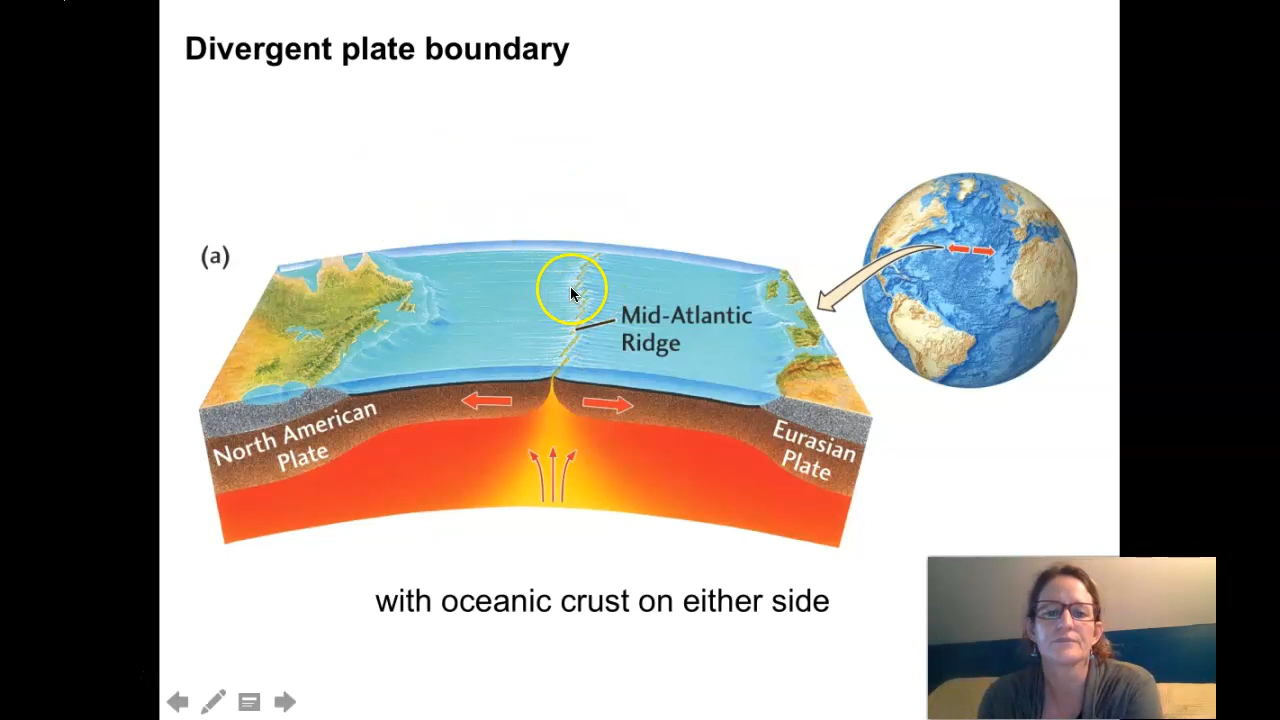 Divergent plate boundary
(a)
Mid-Atlantic
Ridge
North American
Plate
Eurasian
Plate
with oceanic crust on either side